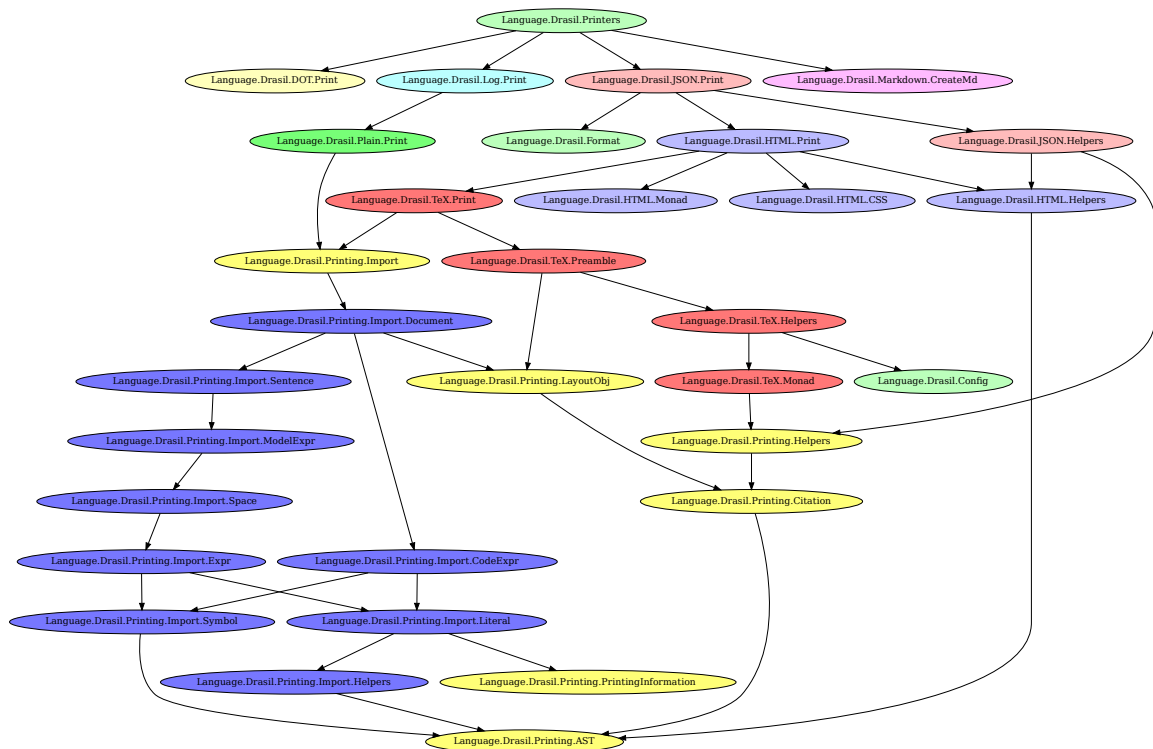 Language.Drasil.Printers
Language.Drasil.DOT.Print
Language.Drasil.Log.Print
Language.Drasil.JSON.Print
Language.Drasil.Markdown.CreateMd
Language.Drasil.Plain.Print
Language.Drasil.Format
Language.Drasil.HTML.Print
Language.Drasil.JSON.Helpers
Language.Drasil.TeX.Print
Language.Drasil.HTML.Monad
Language.Drasil.HTML.CSS
Language.Drasil.HTML.Helpers
Language.Drasil.Printing.Import
Language.Drasil.TeX.Preamble
Language.Drasil.Printing.Import.Document
Language.Drasil.TeX.Helpers
Language.Drasil.Printing.Import.Sentence
Language.Drasil.Printing.LayoutObj
Language.Drasil.TeX.Monad
Language.Drasil.Config
Language.Drasil.Printing.Import.ModelExpr
Language.Drasil.Printing.Helpers
Language.Drasil.Printing.Import.Space
Language.Drasil.Printing.Citation
Language.Drasil.Printing.Import.Expr
Language.Drasil.Printing.Import.CodeExpr
Language.Drasil.Printing.Import.Symbol
Language.Drasil.Printing.Import.Literal
Language.Drasil.Printing.Import.Helpers
Language.Drasil.Printing.PrintingInformation
Language.Drasil.Printing.AST